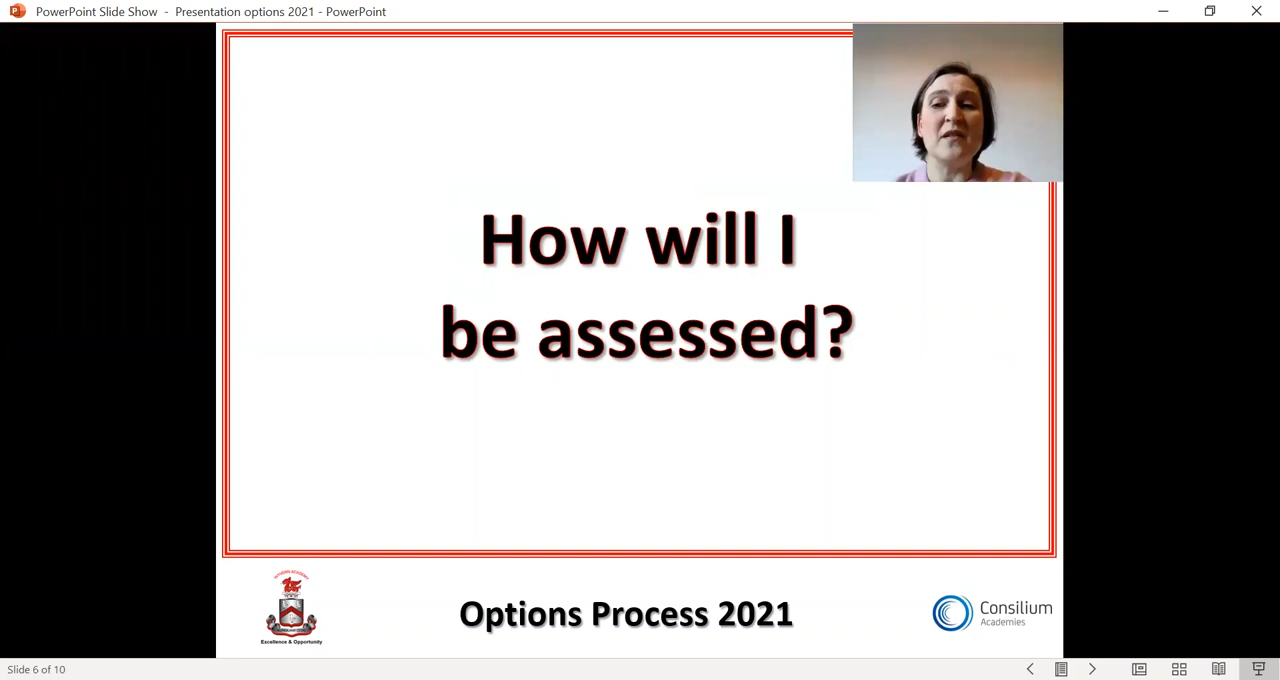 PowerPoint Slide Show - Presentation options 2021 - PowerPoint
How will I
be assessed?
Excellence & Opportunity
Options Process 2021
Consilium
Academies
Slide 6 of 10